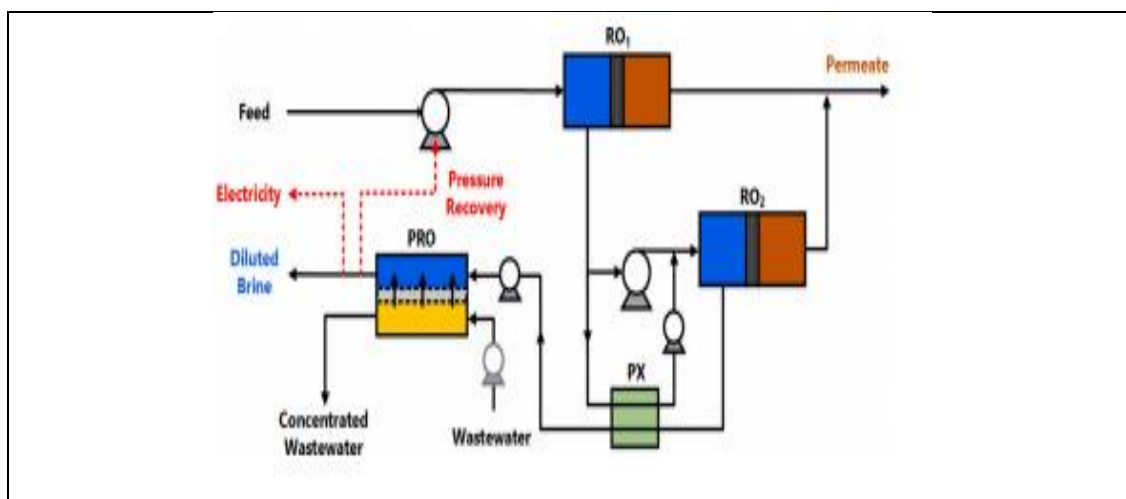 RO1
Permeate
Feed
Electricity
Pressure
Recovery
RO2
PRO
Diluted
Brine
PX
Concentrated
Wastewater
Wastewater